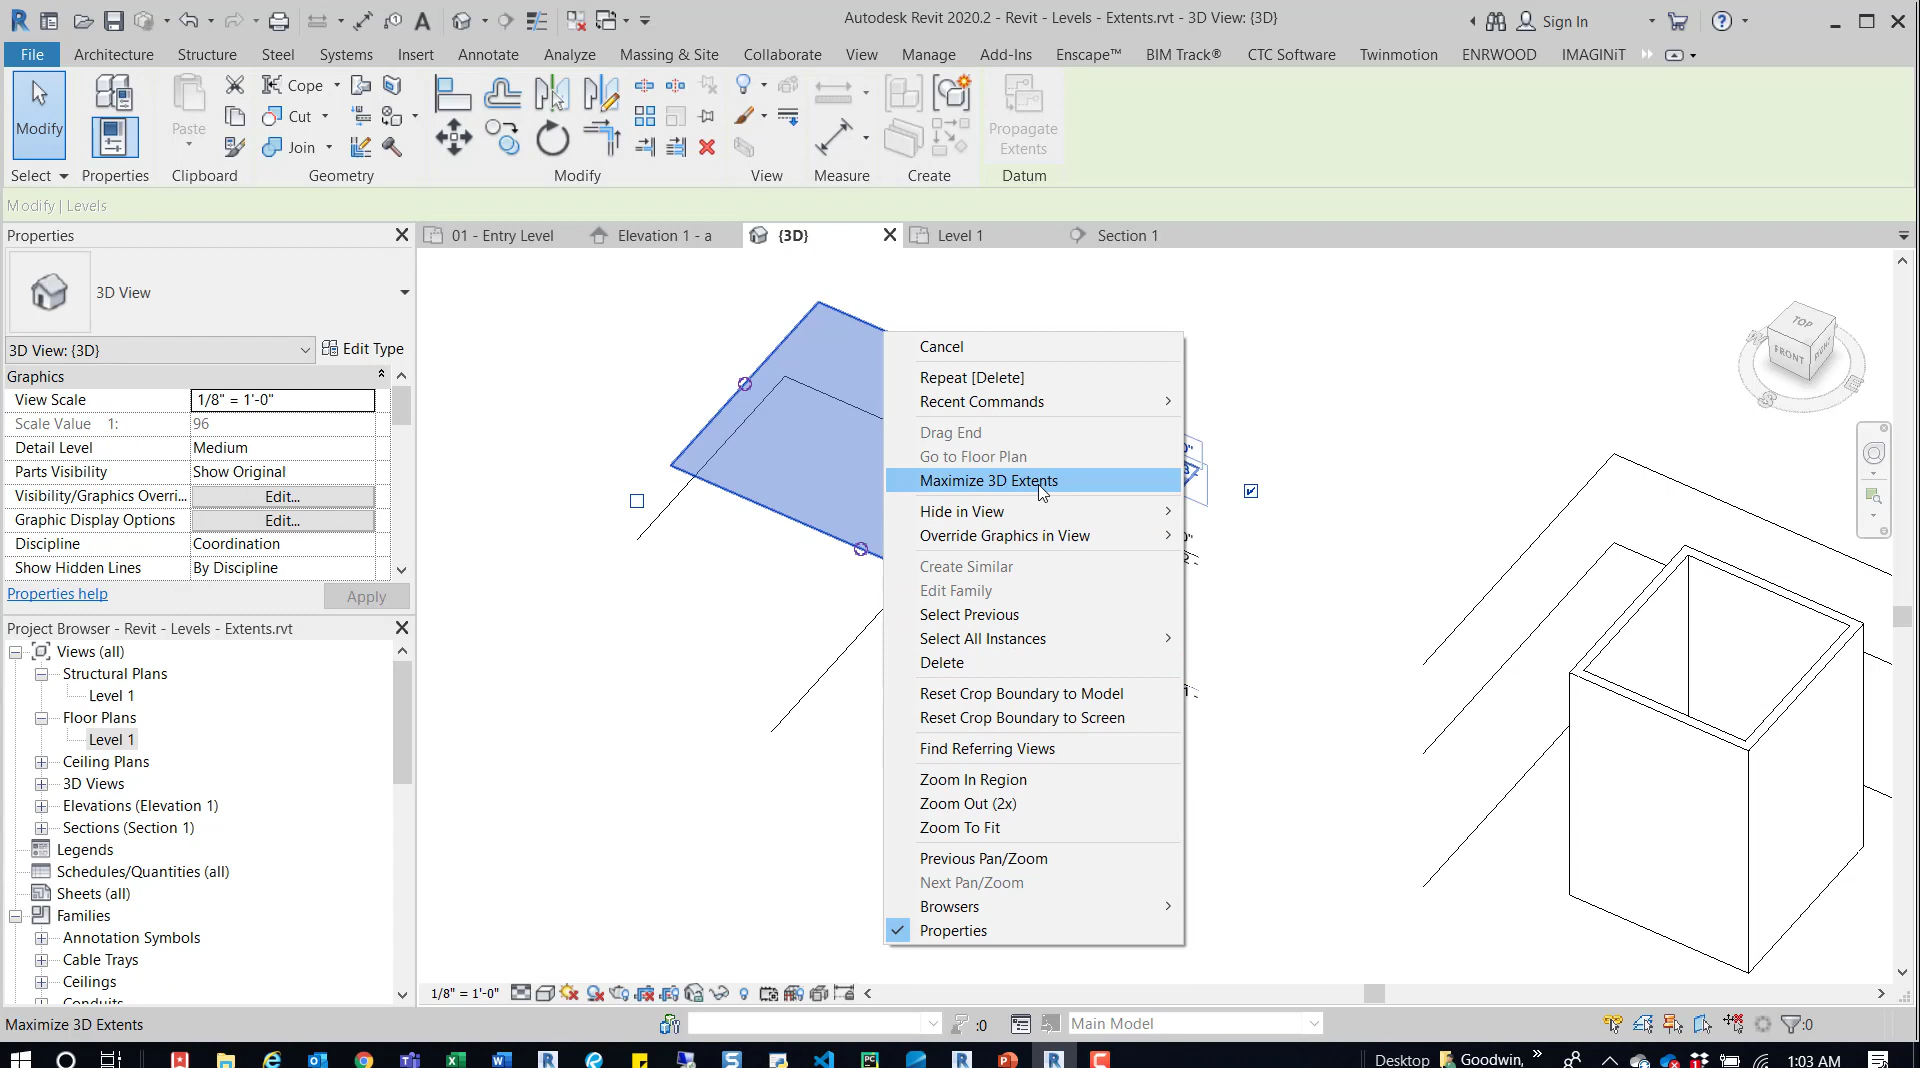 Autodesk Revit 2020.2 - Revit - Levels - Extents.rvt - 3D View: {3D}
Sign In
File Architecture Structure Steel Systems Insert Annotate Analyze Massing & Site Collaborate View Manage Add-Ins Enscape™ BIM Track® CTC Software Twinmotion ENRWOOD IMAGINiT
Modify
Paste
Cope
Cut
Join
Propagate
Extents
Select Properties Clipboard Geometry Modify View Measure Create Datum
Modify | Levels
Properties
01 - Entry Level Elevation 1 - a {3D} Level 1 Section 1
3D View
3D View: {3D} Edit Type
Graphics
View Scale 1/8" = 1'-0"
Scale Value 1: 96
Detail Level Medium
Parts Visibility Show Original
Visibility/Graphics Overri... Edit...
Graphic Display Options Edit...
Discipline Coordination
Show Hidden Lines By Discipline
Properties help Apply
Project Browser - Revit - Levels - Extents.rvt
Views (all)
Structural Plans
Level 1
Floor Plans
Level 1
Ceiling Plans
3D Views
Elevations (Elevation 1)
Sections (Section 1)
Legends
Schedules/Quantities (all)
Sheets (all)
Families
Annotation Symbols
Cable Trays
Ceilings
Conduits
Cancel
Repeat [Delete]
Recent Commands
Drag End
Go to Floor Plan
Maximize 3D Extents
Hide in View
Override Graphics in View
Create Similar
Edit Family
Select Previous
Select All Instances
Delete
Reset Crop Boundary to Model
Reset Crop Boundary to Screen
Find Referring Views
Zoom In Region
Zoom Out (2x)
Zoom To Fit
Previous Pan/Zoom
Next Pan/Zoom
Browsers
Properties
TOP
FRONT
RIGHT
W
S
E
1/8" = 1'-0"
Maximize 3D Extents
:0
Main Model
:0
Desktop
Goodwin,
1:03 AM